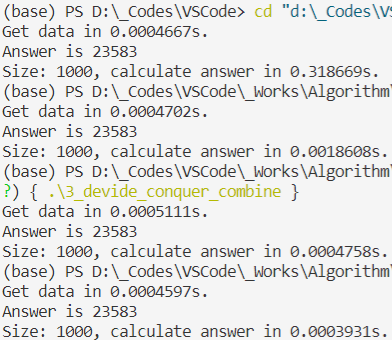 (base) PS D:\_Codes\VSCode> cd "d:\_Codes\VS
Get data in 0.0004667s.
Answer is 23583
Size: 1000, calculate answer in 0.318669s.
(base) PS D:\_Codes\VSCode\_Works\Algorithm
Get data in 0.0004702s.
Answer is 23583
Size: 1000, calculate answer in 0.0018608s.
(base) PS D:\_Codes\VSCode\_Works\Algorithm
?) { .\3_devide_conquer_combine }
Get data in 0.0005111s.
Answer is 23583
Size: 1000, calculate answer in 0.0004758s.
(base) PS D:\_Codes\VSCode\_Works\Algorithm
Get data in 0.0004597s.
Answer is 23583
Size: 1000, calculate answer in 0.0003931s.